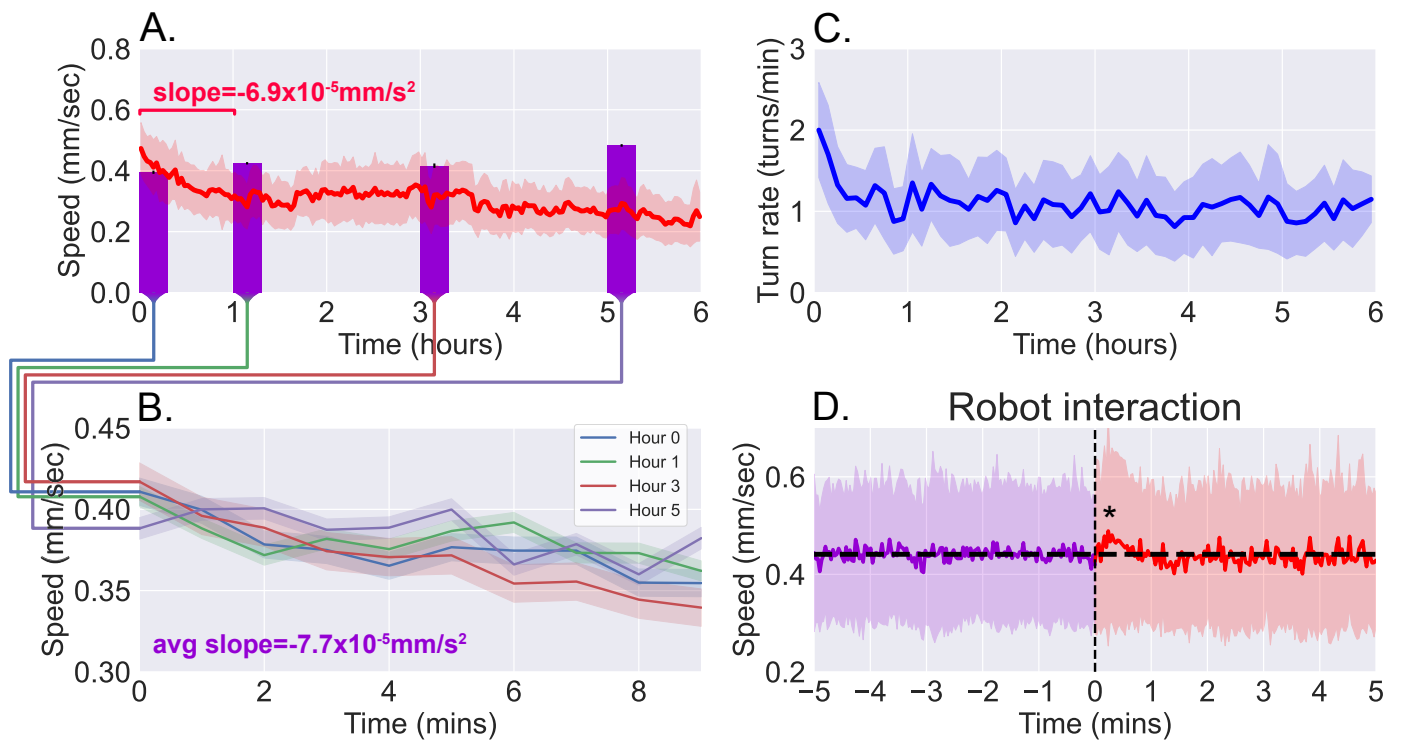 A.
slope=-6.9x10⁻⁵mm/s²
Speed (mm/sec)
0.8
0.6
0.4
0.2
0.0
0 1 2 3 4 5 6
Time (hours)
C.
Turn rate (turns/min)
3
2
1
0
0 1 2 3 4 5 6
Time (hours)
B.
Speed (mm/sec)
0.45
0.40
0.35
0.30
Hour 0
Hour 1
Hour 3
Hour 5
avg slope=-7.7x10⁻⁵mm/s²
0 2 4 6 8
Time (mins)
D.
Robot interaction
Speed (mm/sec)
0.6
0.4
0.2
*
−5 −4 −3 −2 −1 0 1 2 3 4 5
Time (mins)